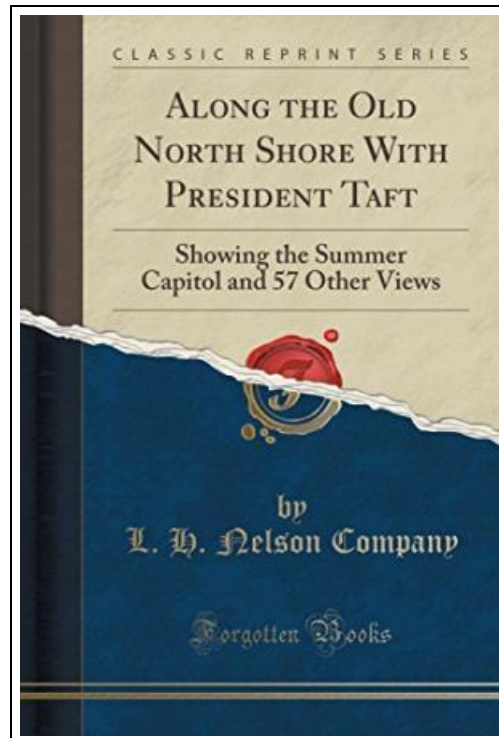 CLASSIC REPRINT SERIES
ALONG THE OLD
NORTH SHORE WITH
PRESIDENT TAFT
Showing the Summer
Capitol and 57 Other Views
by
L. H. Nelson Company
Forgotten Books